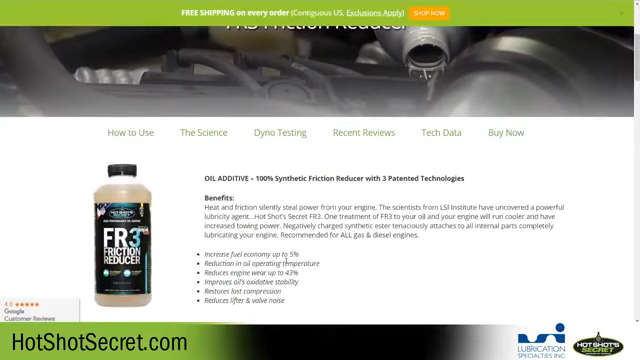 FREE SHIPPING on every order (Contiguous US, Exclusions Apply) SHOP NOW ×
FR3 Friction Reducer
How to Use The Science Dyno Testing Recent Reviews Tech Data Buy Now
OIL ADDITIVE – 100% Synthetic Friction Reducer with 3 Patented Technologies
Benefits:
Heat and friction silently steal power from your engine. The scientists from LSI Institute have uncovered a powerful
lubricity agent...Hot Shot's Secret FR3. One treatment of FR3 to your oil and your engine will run cooler and have
increased towing power. Negatively charged synthetic ester tenaciously attaches to all internal parts completely
lubricating your engine. Recommended for ALL gas & diesel engines.
Increase fuel economy up to 5%
Reduction in oil operating temperature
Reduces engine wear up to 43%
Improves oil's oxidative stability
Restores lost compression
Reduces lifter & valve noise
HOT SHOT'S
SECRET
FR3
FRICTION
REDUCER
4.6 ★★★★★
Google
Customer Reviews
HotShotSecret.com
LUBRICATION
SPECIALTIES INC
HOT SHOT'S
SECRET